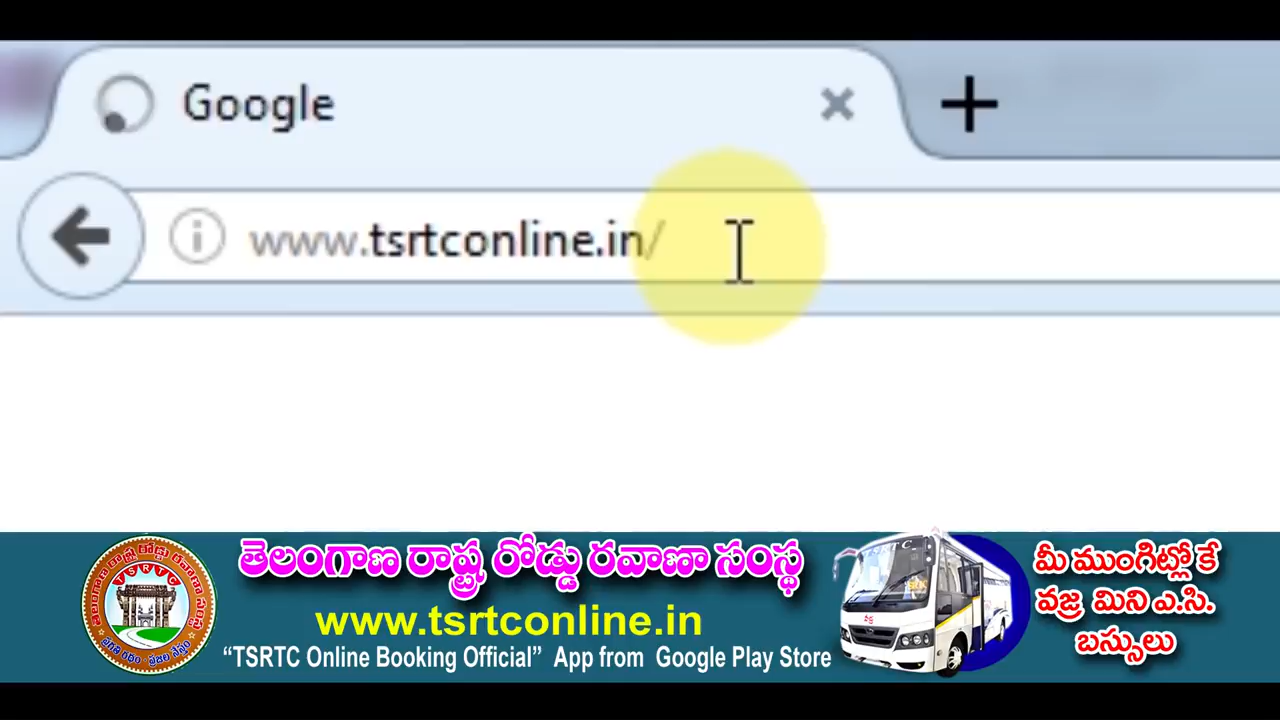 Google
www.tsrtconline.in/
తెలంగాణ రాష్ట్ర రోడ్డు రవాణా సంస్థ
TSRTC
www.tsrtconline.in
"TSRTC Online Booking Official" App from Google Play Store
మీ ముంగిట్లో కే
వజ్ర మిని ఎ.సి.
బస్సులు